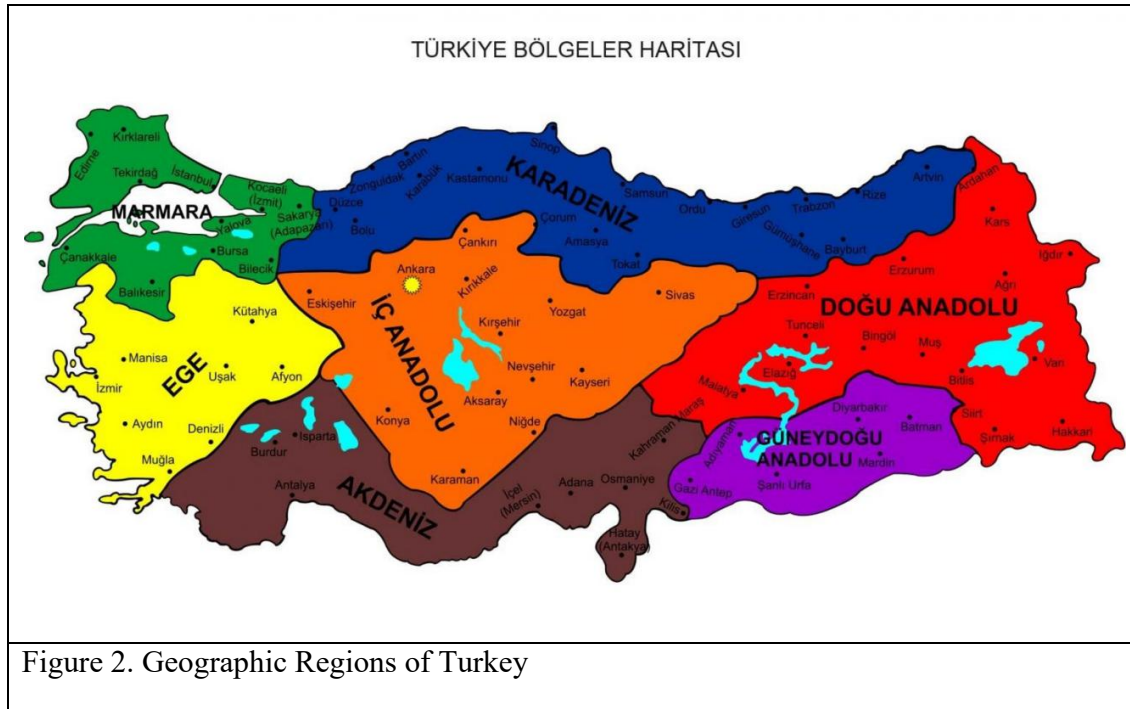 TÜRKİYE BÖLGELER HARİTASI
Kırklareli
Edirne
Tekirdağ
İstanbul
Kocaeli
(İzmit)
MARMARA
Yalova
Sakarya
(Adapazarı)
Çanakkale
Bursa
Bilecik
Balıkesir
Sinop
Bartın
Zonguldak
Karabük
Kastamonu
KARADENİZ
Düzce
Bolu
Samsun
Ordu
Giresun
Trabzon
Rize
Artvin
Çorum
Amasya
Tokat
Gümüşhane
Bayburt
Çankırı
Ankara
Kırıkkale
Eskişehir
Yozgat
Sivas
İÇ ANADOLU
Kırşehir
Nevşehir
Kayseri
Aksaray
Konya
Niğde
Karaman
Ardahan
Kars
Iğdır
Erzurum
Ağrı
Erzincan
DOĞU ANADOLU
Tunceli
Bingöl
Muş
Elazığ
Van
Bitlis
Malatya
Siirt
Şırnak
Hakkari
Kütahya
Manisa
EGE
Uşak
Afyon
İzmir
Aydın
Denizli
Muğla
Isparta
Burdur
Antalya
AKDENİZ
İçel
(Mersin)
Adana
Osmaniye
Kahraman Maraş
Kilis
Hatay
(Antakya)
Diyarbakır
Batman
Adıyaman
GÜNEYDOĞU
ANADOLU
Mardin
Gazi Antep
Şanlı Urfa
Figure 2. Geographic Regions of Turkey